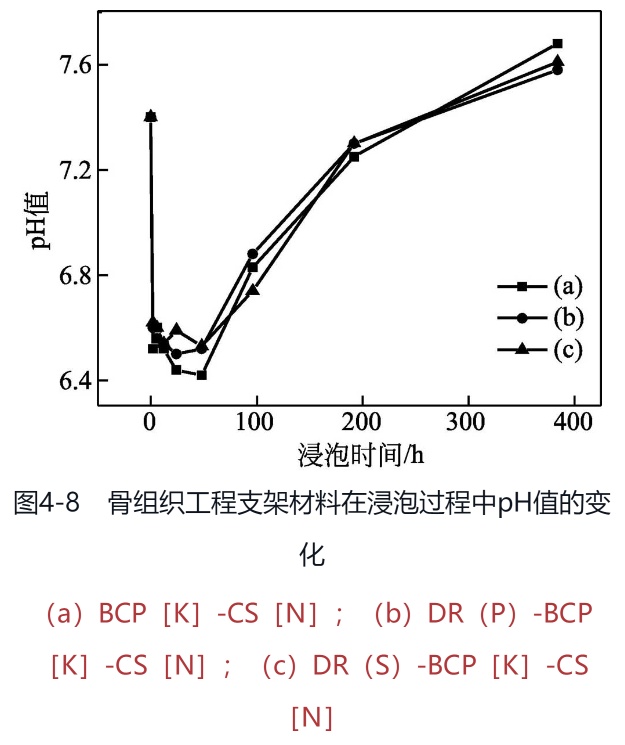 7.6
7.2
6.8
6.4
pH值
(a)
(b)
(c)
0
100
200
300
400
浸泡时间/h
图4-8 骨组织工程支架材料在浸泡过程中pH值的变
化
(a) BCP [K] -CS [N] ; (b) DR (P) -BCP
[K] -CS [N] ; (c) DR (S) -BCP [K] -CS
[N]